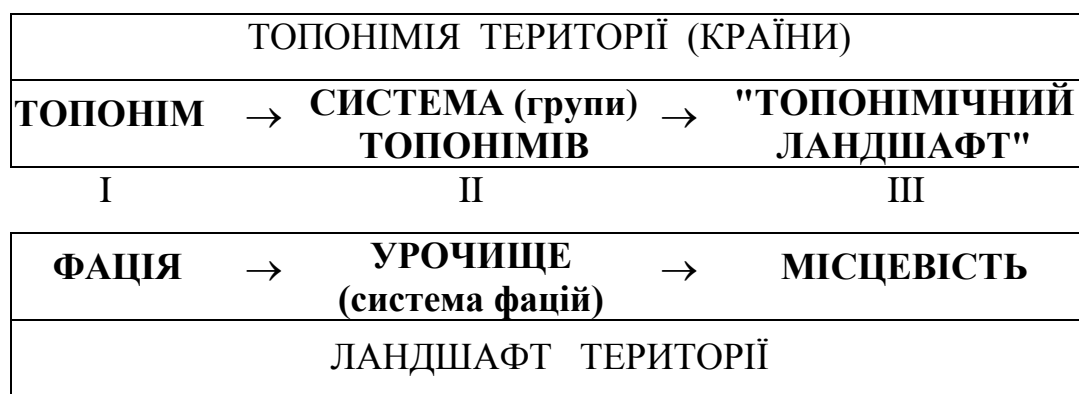 ТОПОНІМІЯ ТЕРИТОРІЇ (КРАЇНИ)
ТОПОНІМ → СИСТЕМА (групи) ТОПОНІМІВ → "ТОПОНІМІЧНИЙ ЛАНДШАФТ"
I II III
ФАЦІЯ → УРОЧИЩЕ (система фацій) → МІСЦЕВІСТЬ
ЛАНДШАФТ ТЕРИТОРІЇ